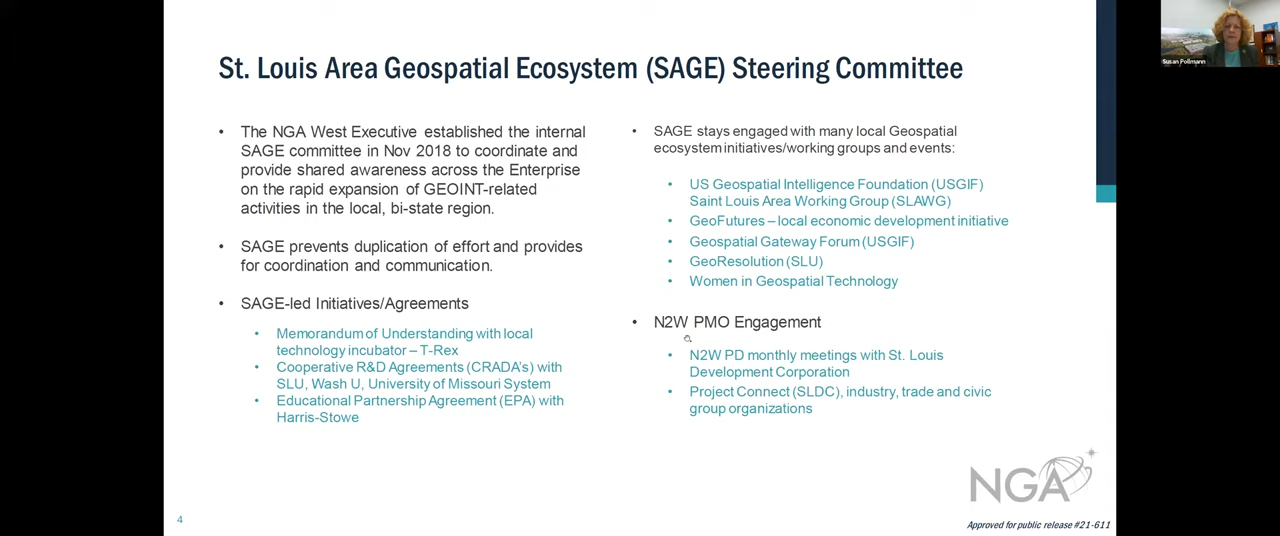 St. Louis Area Geospatial Ecosystem (SAGE) Steering Committee
• The NGA West Executive established the internal
SAGE committee in Nov 2018 to coordinate and
provide shared awareness across the Enterprise
on the rapid expansion of GEOINT-related
activities in the local, bi-state region.
• SAGE prevents duplication of effort and provides
for coordination and communication.
• SAGE-led Initiatives/Agreements
• Memorandum of Understanding with local
technology incubator – T-Rex
• Cooperative R&D Agreements (CRADA's) with
SLU, Wash U, University of Missouri System
• Educational Partnership Agreement (EPA) with
Harris-Stowe
• SAGE stays engaged with many local Geospatial
ecosystem initiatives/working groups and events:
• US Geospatial Intelligence Foundation (USGIF)
Saint Louis Area Working Group (SLAWG)
• GeoFutures – local economic development initiative
• Geospatial Gateway Forum (USGIF)
• GeoResolution (SLU)
• Women in Geospatial Technology
• N2W PMO Engagement
• N2W PD monthly meetings with St. Louis
Development Corporation
• Project Connect (SLDC), industry, trade and civic
group organizations
NGA
4
Approved for public release #21-611
Susan Pollmann